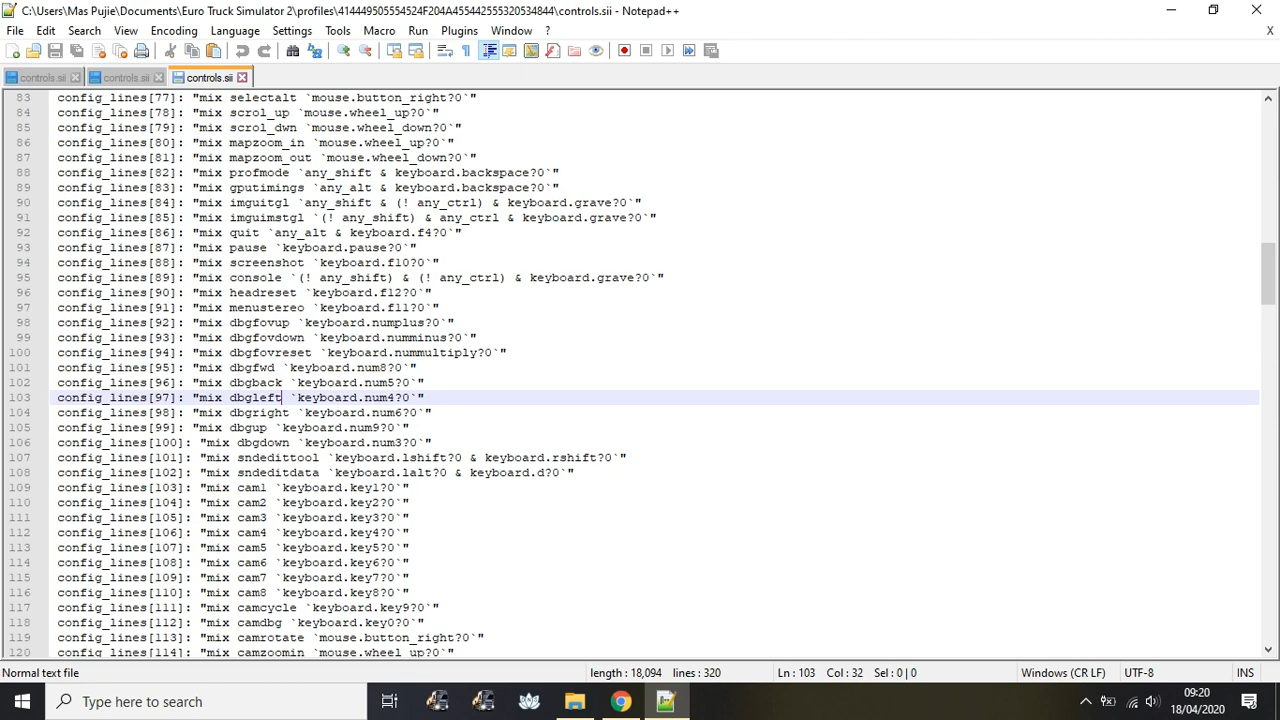 C:\Users\Mas Pujie\Documents\Euro Truck Simulator 2\profiles\414449505554524F204A455442555320534844\controls.sii - Notepad++
File Edit Search View Encoding Language Settings Tools Macro Run Plugins Window ? X
controls.sii controls.sii controls.sii
83 config_lines[77]: "mix selectalt `mouse.button_right?0`"
84 config_lines[78]: "mix scrol_up `mouse.wheel_up?0`"
85 config_lines[79]: "mix scrol_dwn `mouse.wheel_down?0`"
86 config_lines[80]: "mix mapzoom_in `mouse.wheel_up?0`"
87 config_lines[81]: "mix mapzoom_out `mouse.wheel_down?0`"
88 config_lines[82]: "mix profmode `any_shift & keyboard.backspace?0`"
89 config_lines[83]: "mix gputimings `any_alt & keyboard.backspace?0`"
90 config_lines[84]: "mix imguitgl `any_shift & (! any_ctrl) & keyboard.grave?0`"
91 config_lines[85]: "mix imguimstgl `(! any_shift) & any_ctrl & keyboard.grave?0`"
92 config_lines[86]: "mix quit `any_alt & keyboard.f4?0`"
93 config_lines[87]: "mix pause `keyboard.pause?0`"
94 config_lines[88]: "mix screenshot `keyboard.f10?0`"
95 config_lines[89]: "mix console `(! any_shift) & (! any_ctrl) & keyboard.grave?0`"
96 config_lines[90]: "mix headreset `keyboard.f12?0`"
97 config_lines[91]: "mix menustereo `keyboard.f11?0`"
98 config_lines[92]: "mix dbgfovup `keyboard.numplus?0`"
99 config_lines[93]: "mix dbgfovdown `keyboard.numminus?0`"
100 config_lines[94]: "mix dbgfovreset `keyboard.nummultiply?0`"
101 config_lines[95]: "mix dbgfwd `keyboard.num8?0`"
102 config_lines[96]: "mix dbgback `keyboard.num5?0`"
103 config_lines[97]: "mix dbgleft `keyboard.num4?0`"
104 config_lines[98]: "mix dbgright `keyboard.num6?0`"
105 config_lines[99]: "mix dbgup `keyboard.num9?0`"
106 config_lines[100]: "mix dbgdown `keyboard.num3?0`"
107 config_lines[101]: "mix sndedittool `keyboard.lshift?0 & keyboard.rshift?0`"
108 config_lines[102]: "mix sndeditdata `keyboard.lalt?0 & keyboard.d?0`"
109 config_lines[103]: "mix cam1 `keyboard.key1?0`"
110 config_lines[104]: "mix cam2 `keyboard.key2?0`"
111 config_lines[105]: "mix cam3 `keyboard.key3?0`"
112 config_lines[106]: "mix cam4 `keyboard.key4?0`"
113 config_lines[107]: "mix cam5 `keyboard.key5?0`"
114 config_lines[108]: "mix cam6 `keyboard.key6?0`"
115 config_lines[109]: "mix cam7 `keyboard.key7?0`"
116 config_lines[110]: "mix cam8 `keyboard.key8?0`"
117 config_lines[111]: "mix camcycle `keyboard.key9?0`"
118 config_lines[112]: "mix camdbg `keyboard.key0?0`"
119 config_lines[113]: "mix camrotate `mouse.button_right?0`"
120 config_lines[114]: "mix camzoomin `mouse.wheel_up?0`"
Normal text file length : 18,094 lines : 320 Ln : 103 Col : 32 Sel : 0 | 0 Windows (CR LF) UTF-8 INS
Type here to search 09:20
18/04/2020